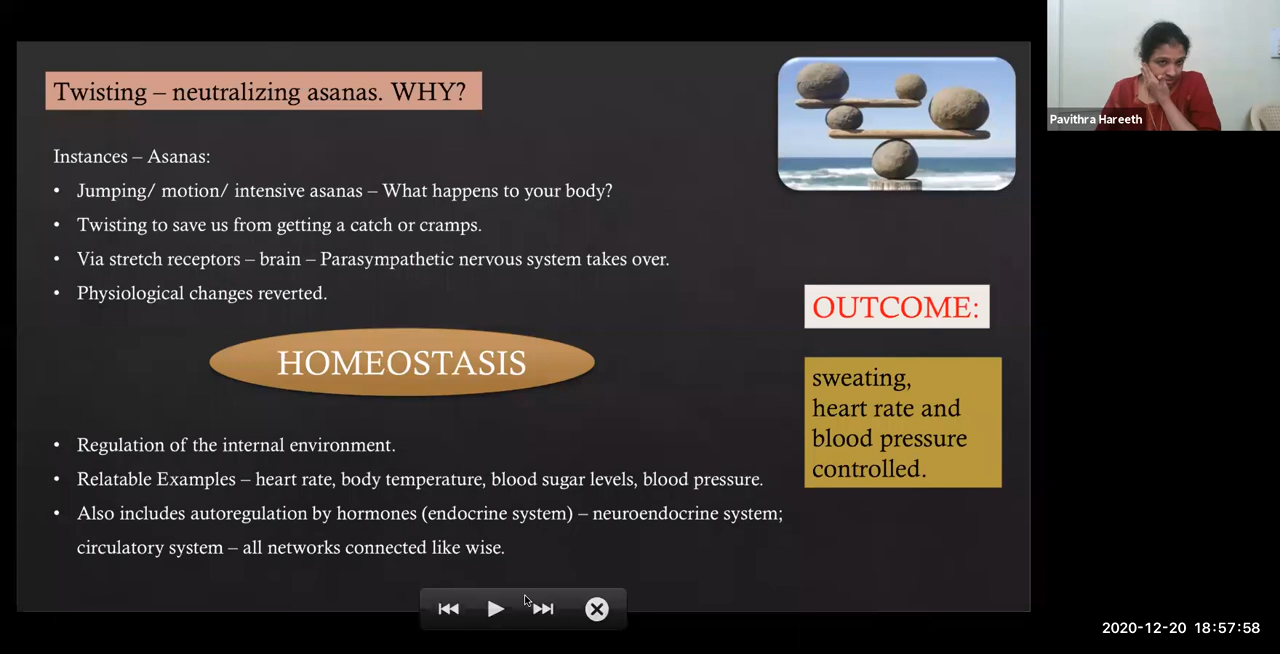 Twisting – neutralizing asanas. WHY?
Instances – Asanas:
• Jumping/ motion/ intensive asanas – What happens to your body?
• Twisting to save us from getting a catch or cramps.
• Via stretch receptors – brain – Parasympathetic nervous system takes over.
• Physiological changes reverted.
HOMEOSTASIS
• Regulation of the internal environment.
• Relatable Examples – heart rate, body temperature, blood sugar levels, blood pressure.
• Also includes autoregulation by hormones (endocrine system) – neuroendocrine system;
circulatory system – all networks connected like wise.
OUTCOME:
sweating,
heart rate and
blood pressure
controlled.
Pavithra Hareeth
2020-12-20 18:57:58